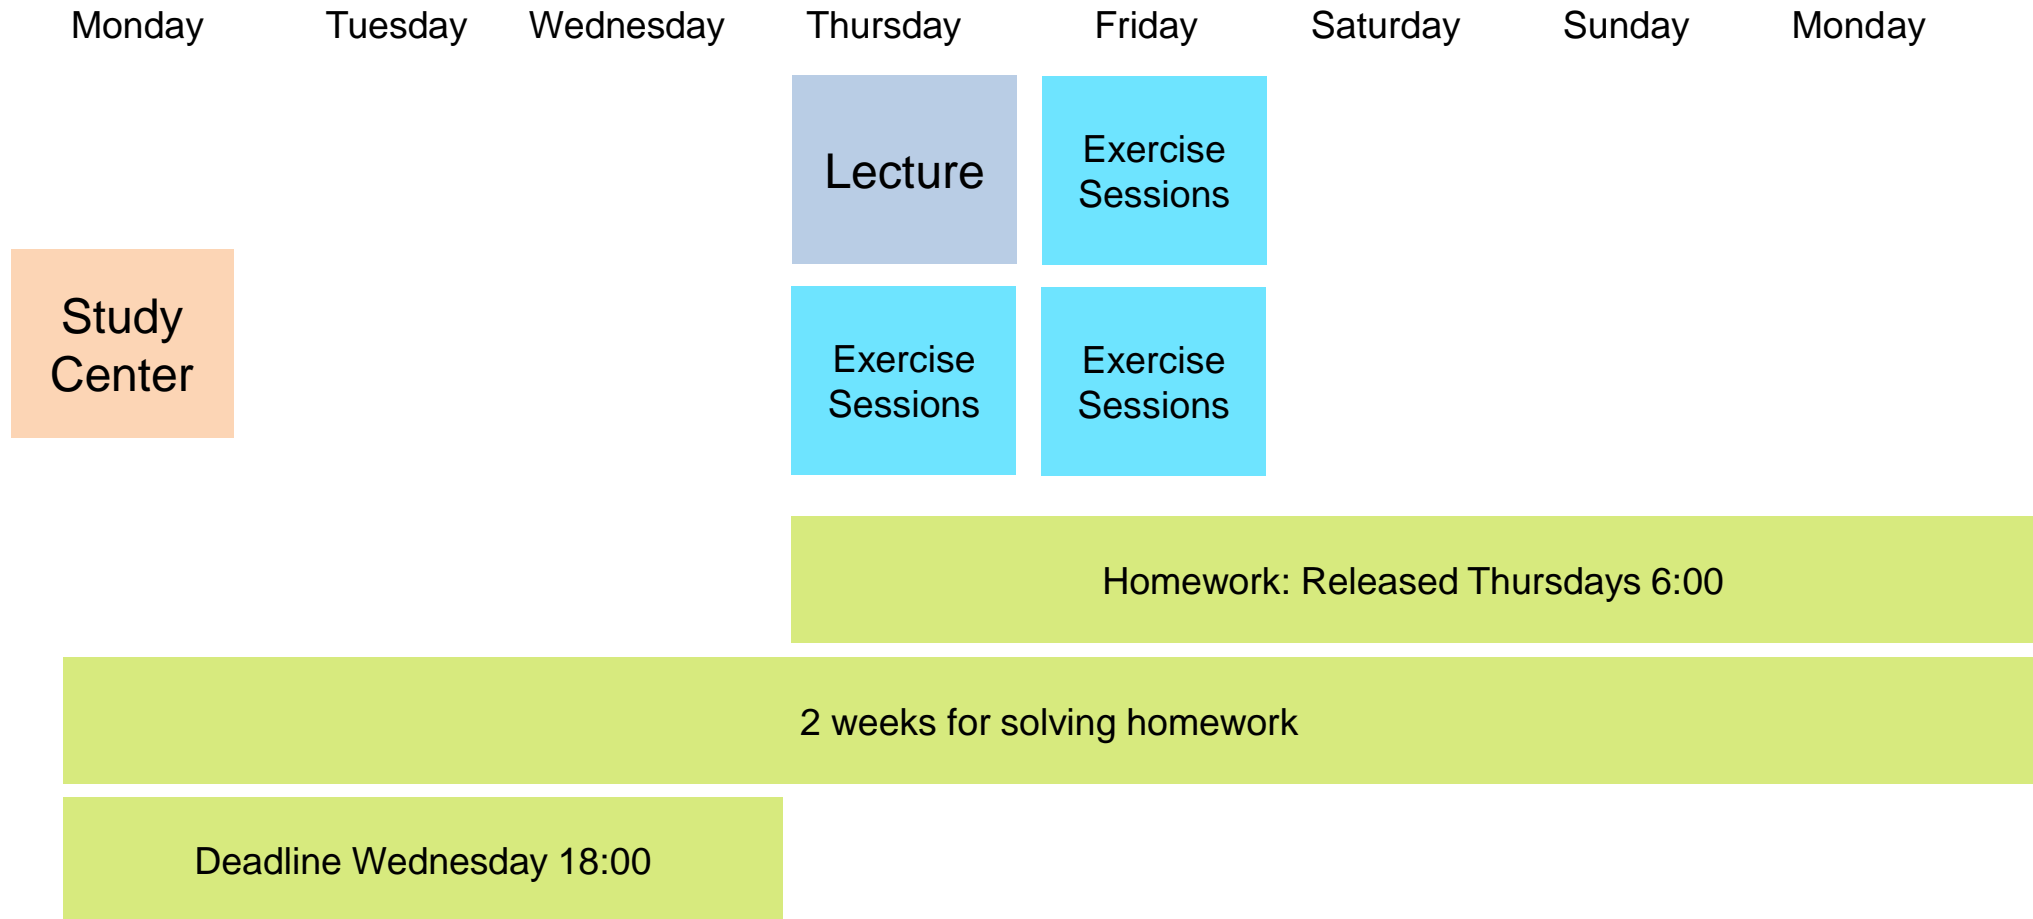 Monday Tuesday Wednesday Thursday Friday Saturday Sunday Monday
Lecture
Exercise
Sessions
Study
Center
Exercise
Sessions
Exercise
Sessions
Homework: Released Thursdays 6:00
2 weeks for solving homework
Deadline Wednesday 18:00